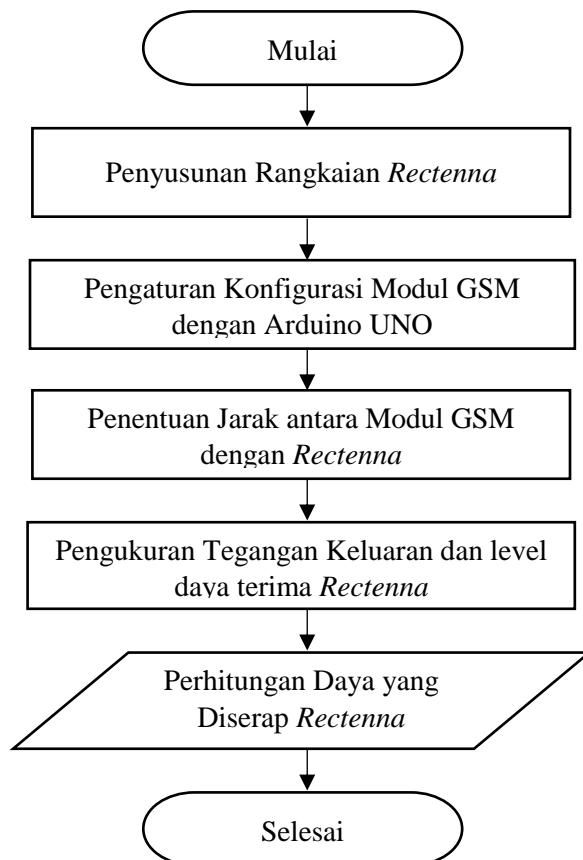 Mulai
Penyusunan Rangkaian Rectenna
Pengaturan Konfigurasi Modul GSM
dengan Arduino UNO
Penentuan Jarak antara Modul GSM
dengan Rectenna
Pengukuran Tegangan Keluaran dan level
daya terima Rectenna
Perhitungan Daya yang
Diserap Rectenna
Selesai